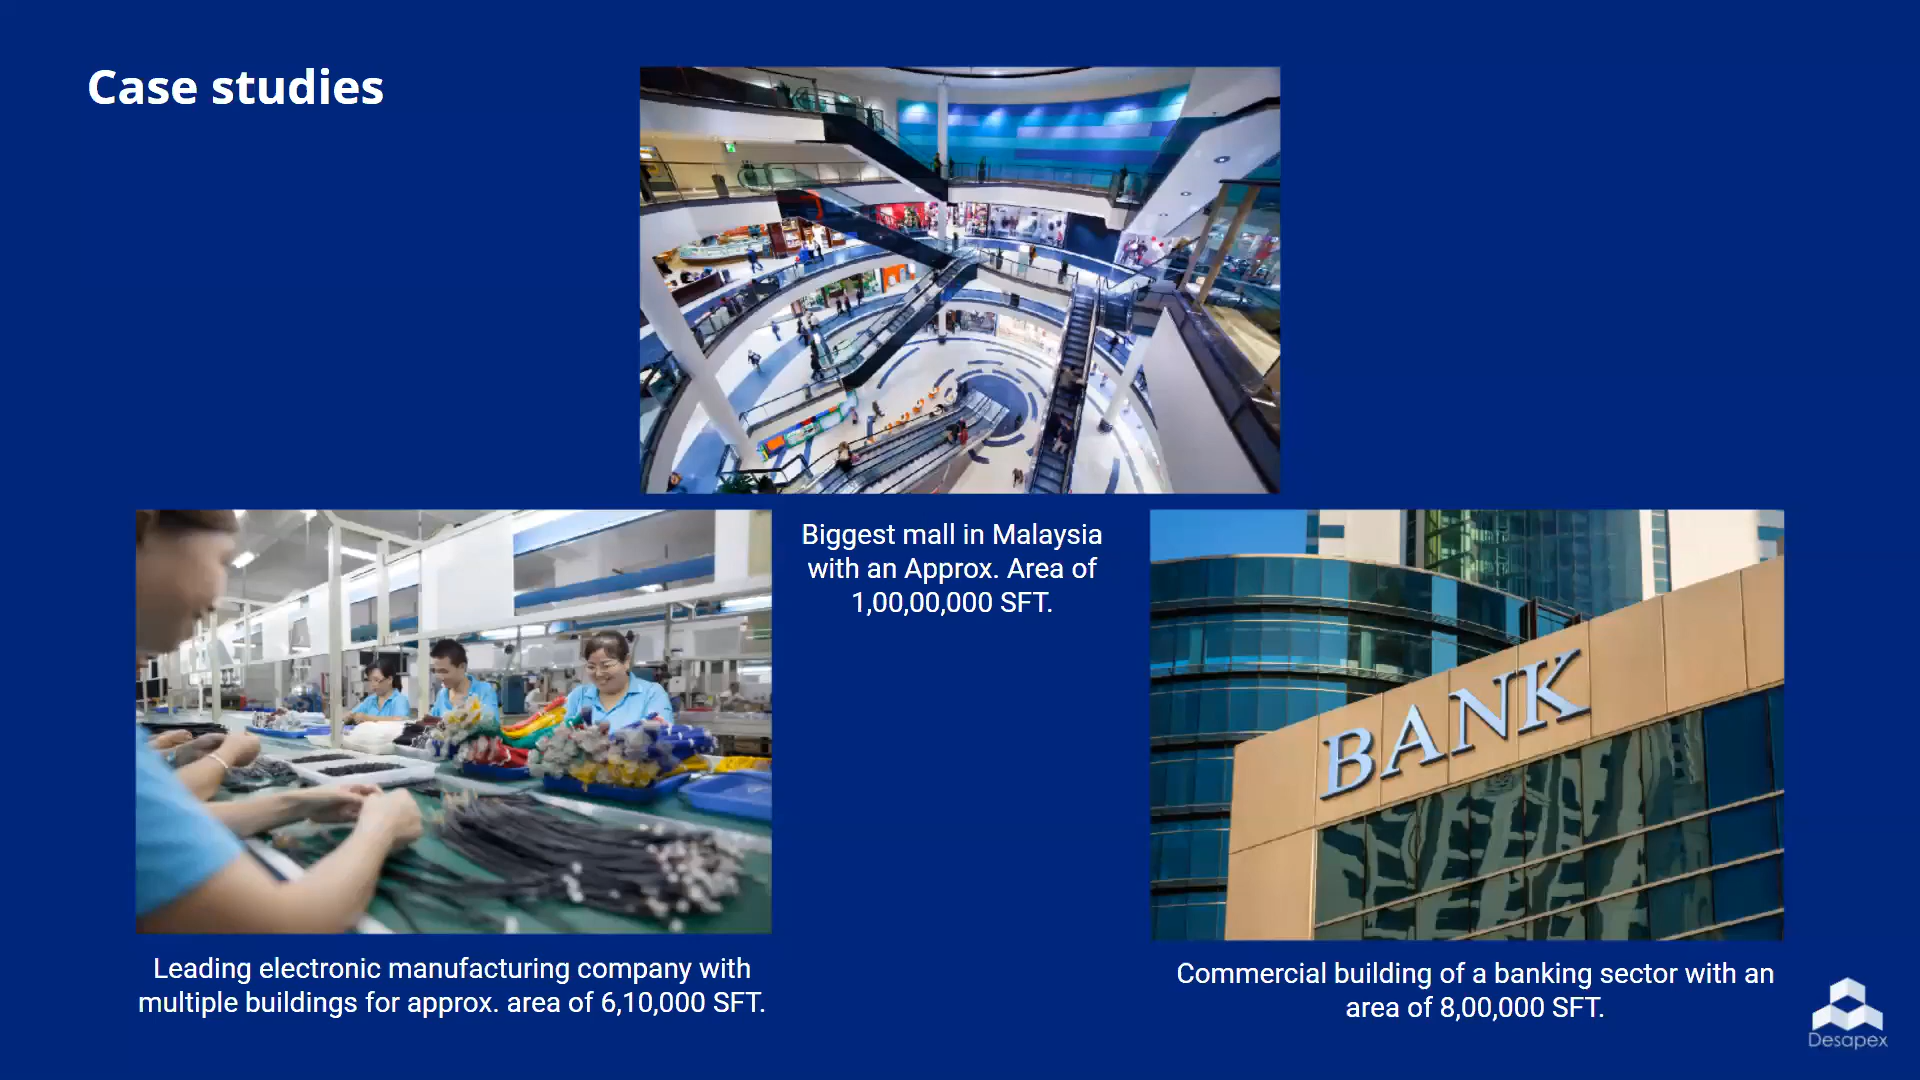 Case studies
Biggest mall in Malaysia
with an Approx. Area of
1,00,00,000 SFT.
BANK
Leading electronic manufacturing company with
multiple buildings for approx. area of 6,10,000 SFT.
Commercial building of a banking sector with an
area of 8,00,000 SFT.
Desapex